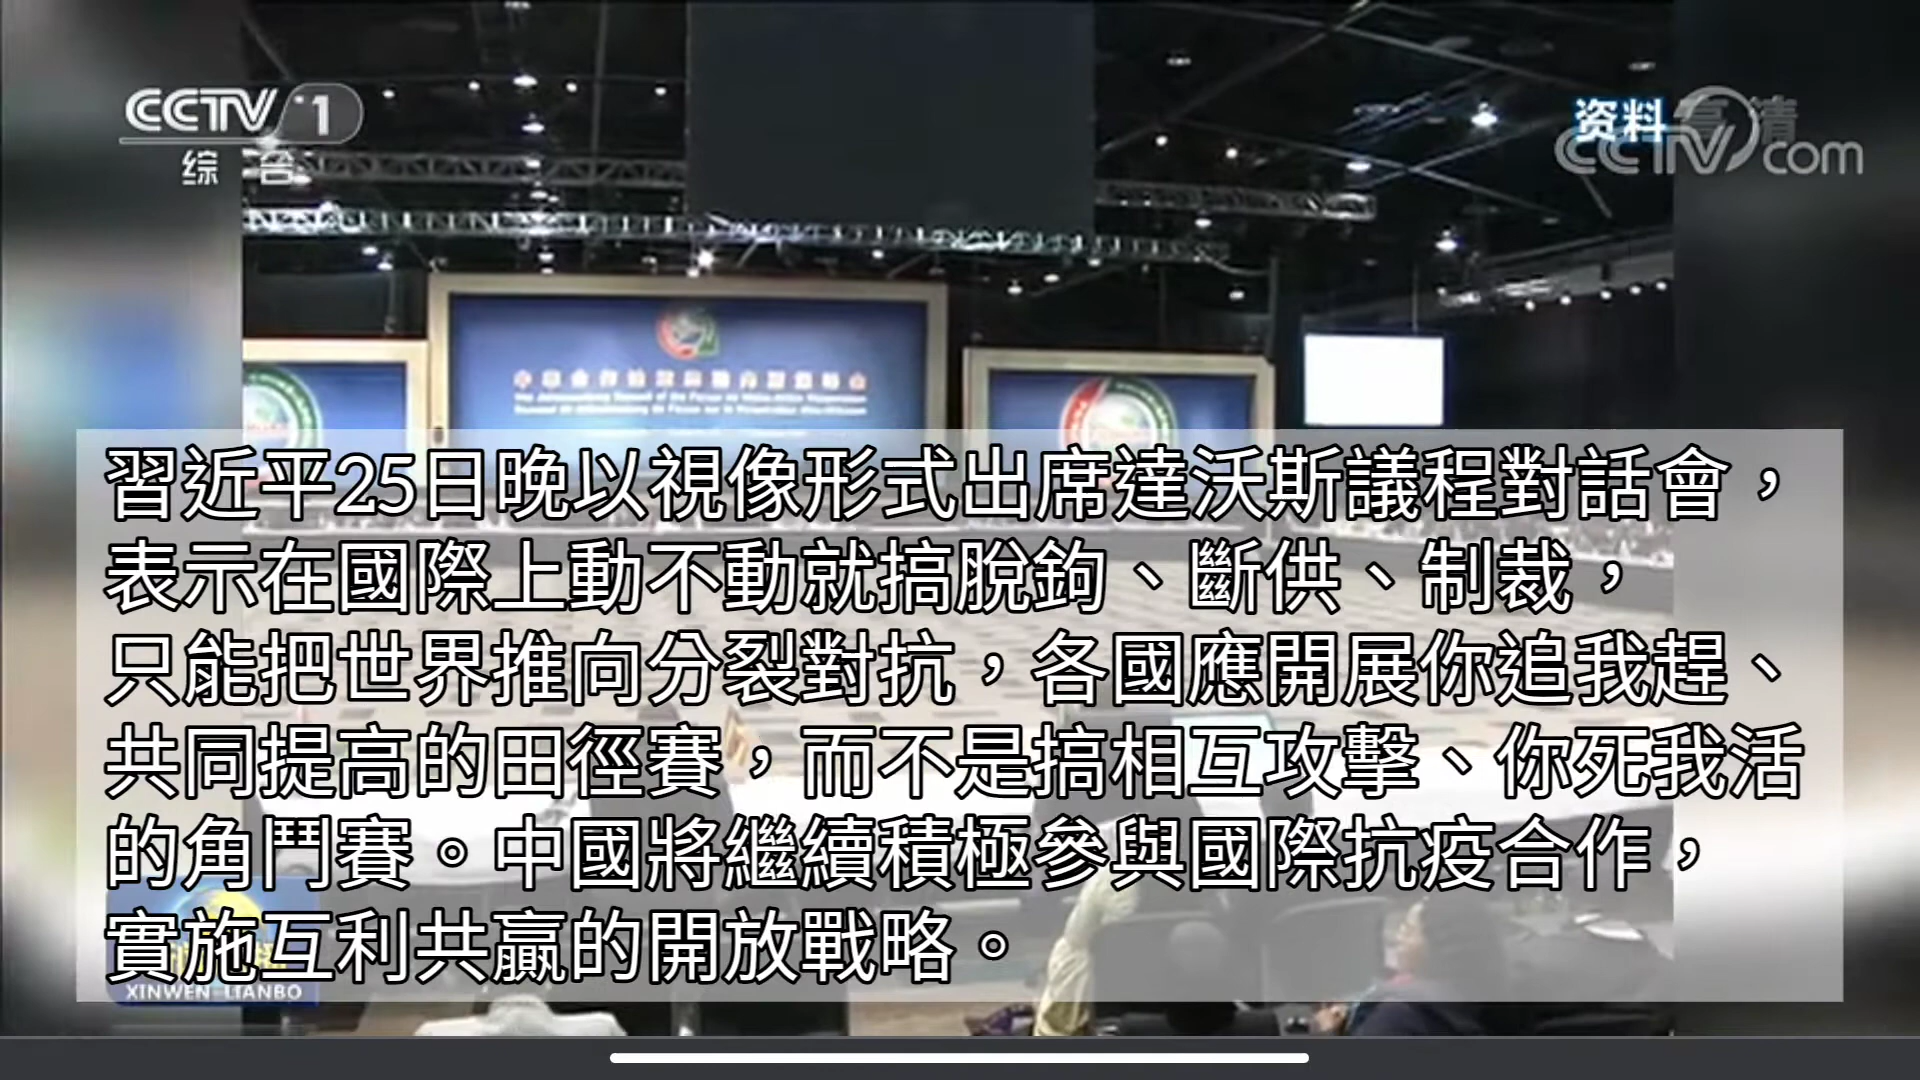 CCTV 1
综合
资料
高清
CCTV com
習近平25日晚以視像形式出席達沃斯議程對話會，
表示在國際上動不動就搞脫鉤、斷供、制裁，
只能把世界推向分裂對抗，各國應開展你追我趕、
共同提高的田徑賽，而不是搞相互攻擊、你死我活
的角鬥賽。中國將繼續積極參與國際抗疫合作，
實施互利共贏的開放戰略。
XINWEN LIANBO